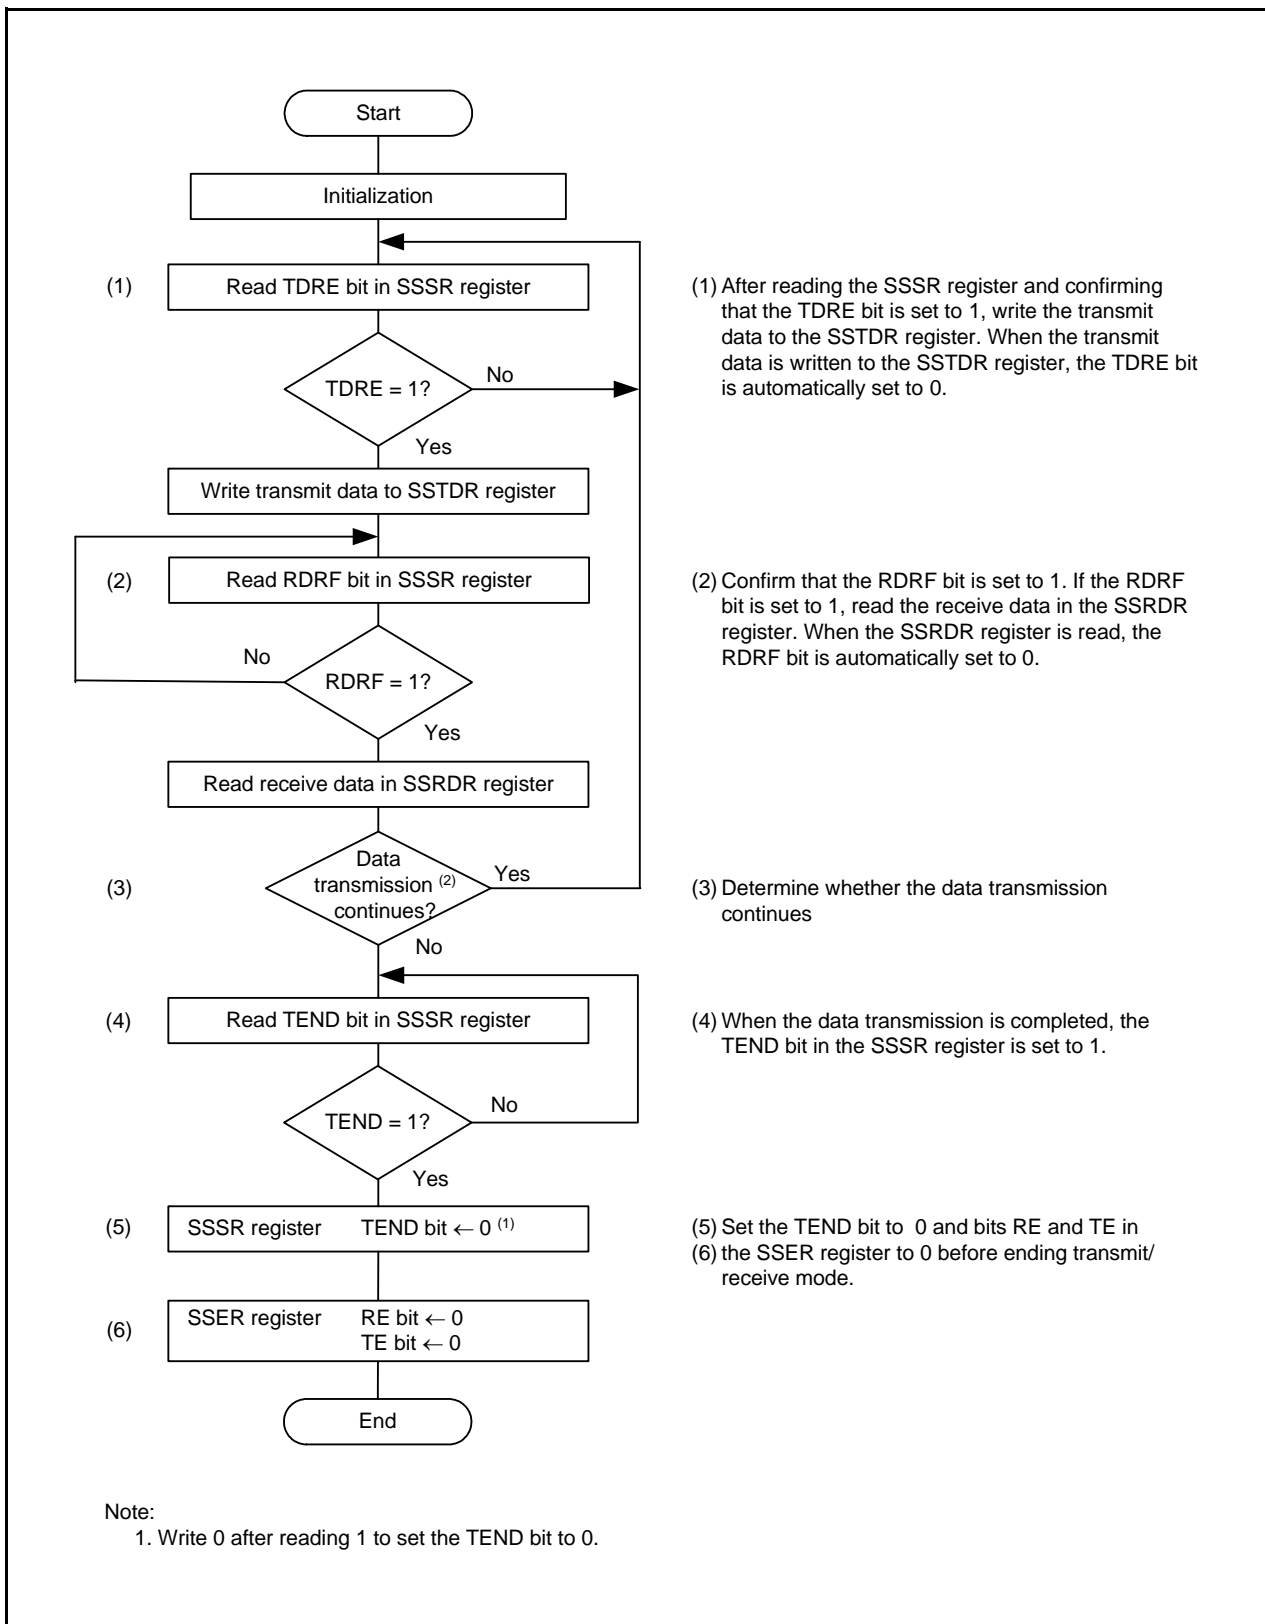 Start
Initialization
(1)
Read TDRE bit in SSSR register
TDRE = 1?
No
Yes
Write transmit data to SSTDR register
(2)
Read RDRF bit in SSSR register
No
RDRF = 1?
Yes
Read receive data in SSRDR register
(3)
Data
transmission (2)
continues?
Yes
No
(4)
Read TEND bit in SSSR register
TEND = 1?
No
Yes
(5)
SSSR register TEND bit ← 0 (1)
(6)
SSER register RE bit ← 0
TE bit ← 0
End
(1) After reading the SSSR register and confirming
that the TDRE bit is set to 1, write the transmit
data to the SSTDR register. When the transmit
data is written to the SSTDR register, the TDRE bit
is automatically set to 0.
(2) Confirm that the RDRF bit is set to 1. If the RDRF
bit is set to 1, read the receive data in the SSRDR
register. When the SSRDR register is read, the
RDRF bit is automatically set to 0.
(3) Determine whether the data transmission
continues
(4) When the data transmission is completed, the
TEND bit in the SSSR register is set to 1.
(5) Set the TEND bit to 0 and bits RE and TE in
(6) the SSER register to 0 before ending transmit/
receive mode.
Note:
1. Write 0 after reading 1 to set the TEND bit to 0.